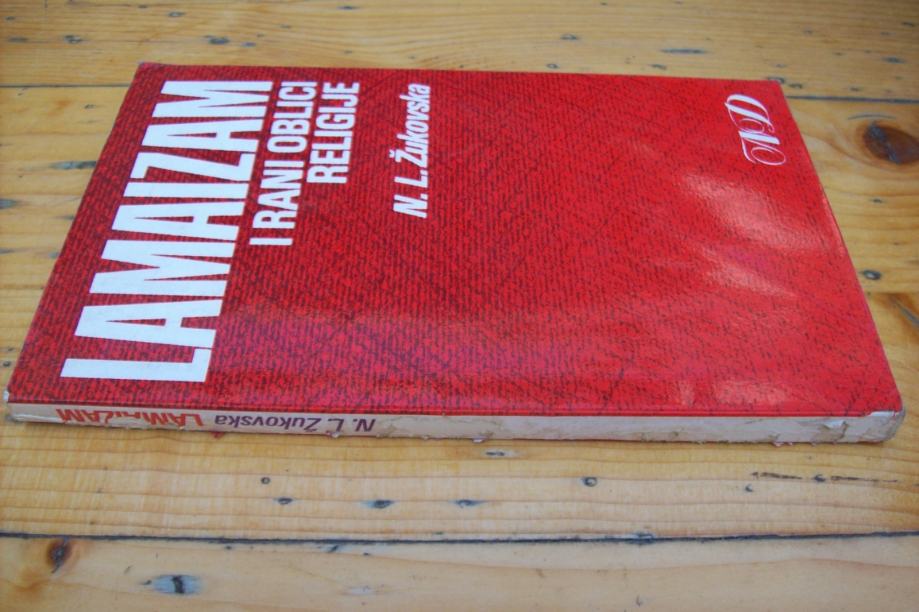 LAMAIZAM
I RANI OBLICI
RELIGIJE
N. L. Žukovska
N. L. Žukovska LAMAIZAM